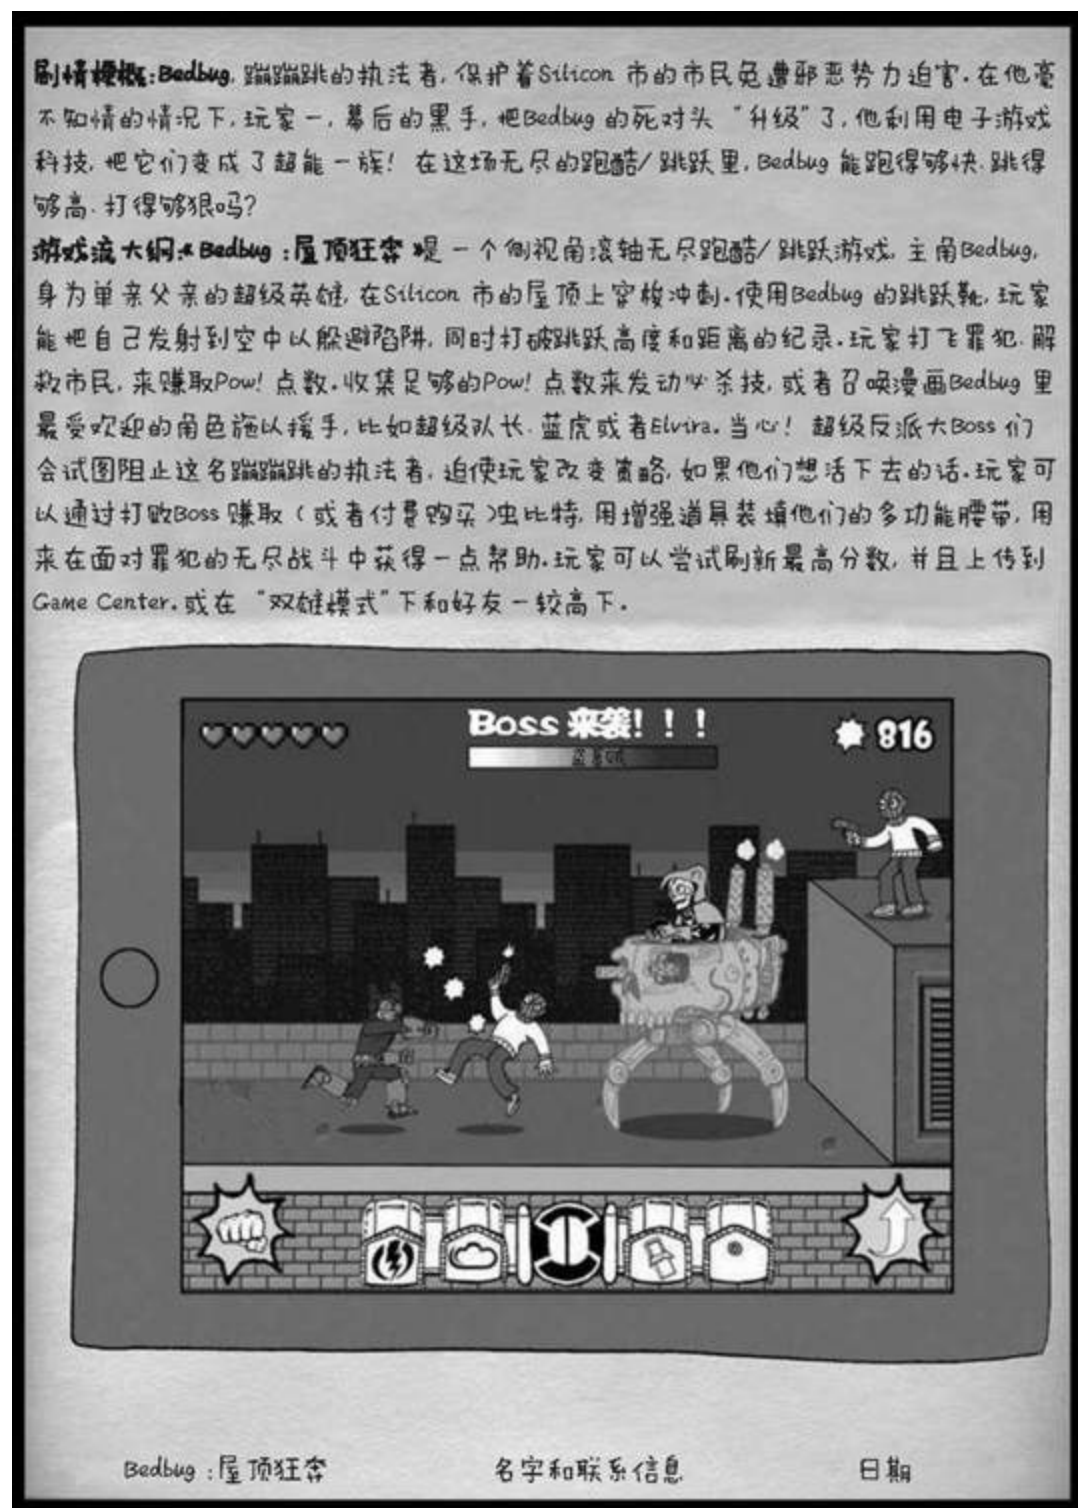 剧情梗概:Bedbug,蹦蹦跳的执法者,保护着Silicon 市的市民免遭邪恶势力迫害.在他毫
不知情的情况下,玩家一,幕后的黑手,把Bedbug 的死对头 “升级”了,他利用电子游戏
科技,把它们变成了超能一族! 在这场无尽的跑酷/ 跳跃里,Bedbug 能跑得够快.跳得
够高.打得够狠吗?
游戏流大纲:《Bedbug :屋顶狂奔 》是一个侧视角滚轴无尽跑酷/ 跳跃游戏,主角Bedbug,
身为单亲父亲的超级英雄,在Silicon 市的屋顶上穿梭冲刺.使用Bedbug 的跳跃靴,玩家
能把自己发射到空中以躲避陷阱,同时打破跳跃高度和距离的纪录.玩家打飞罪犯.解
救市民,来赚取Pow! 点数.收集足够的Pow! 点数来发动必杀技,或者召唤漫画Bedbug 里
最受欢迎的角色施以援手,比如超级队长.蓝虎或者Elvira.当心! 超级反派大Boss 们
会试图阻止这名蹦蹦跳的执法者,迫使玩家改变策略,如果他们想活下去的话.玩家可
以通过打败Boss 赚取 (或者付费购买 )虫比特,用增强道具装填他们的多功能腰带,用
来在面对罪犯的无尽战斗中获得一点帮助.玩家可以尝试刷新最高分数,并且上传到
Game Center.或在 “双雄模式”下和好友一较高下.
Boss 来袭! ! !
816
Bedbug :屋顶狂奔
名字和联系信息
日期